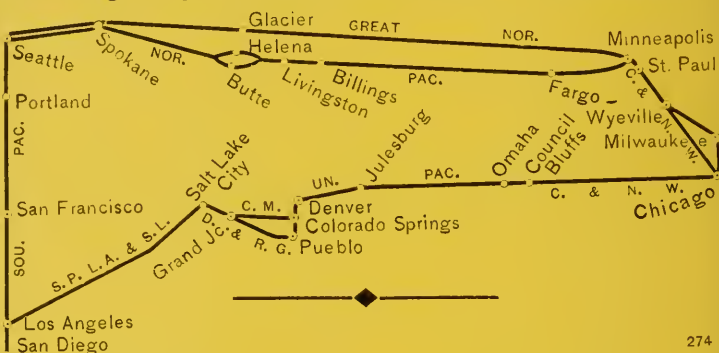 Glacier
GREAT
NOR.
Minneapolis
St. Paul
Seattle
Spokane
NOR.
Helena
Butte
Livingston
Billings
PAC.
Fargo
C. & N. W.
Wyeville
Milwaukee
Portland
PAC.
Salt Lake
City
UN.
Julesburg
PAC.
Omaha
Council
Bluffs
C. & N. W.
Chicago
San Francisco
SOU.
C. M.
Denver
Colorado Springs
D. & R. G.
Pueblo
Grand Jc.
S. P. L. A. & S. L.
Los Angeles
San Diego
274